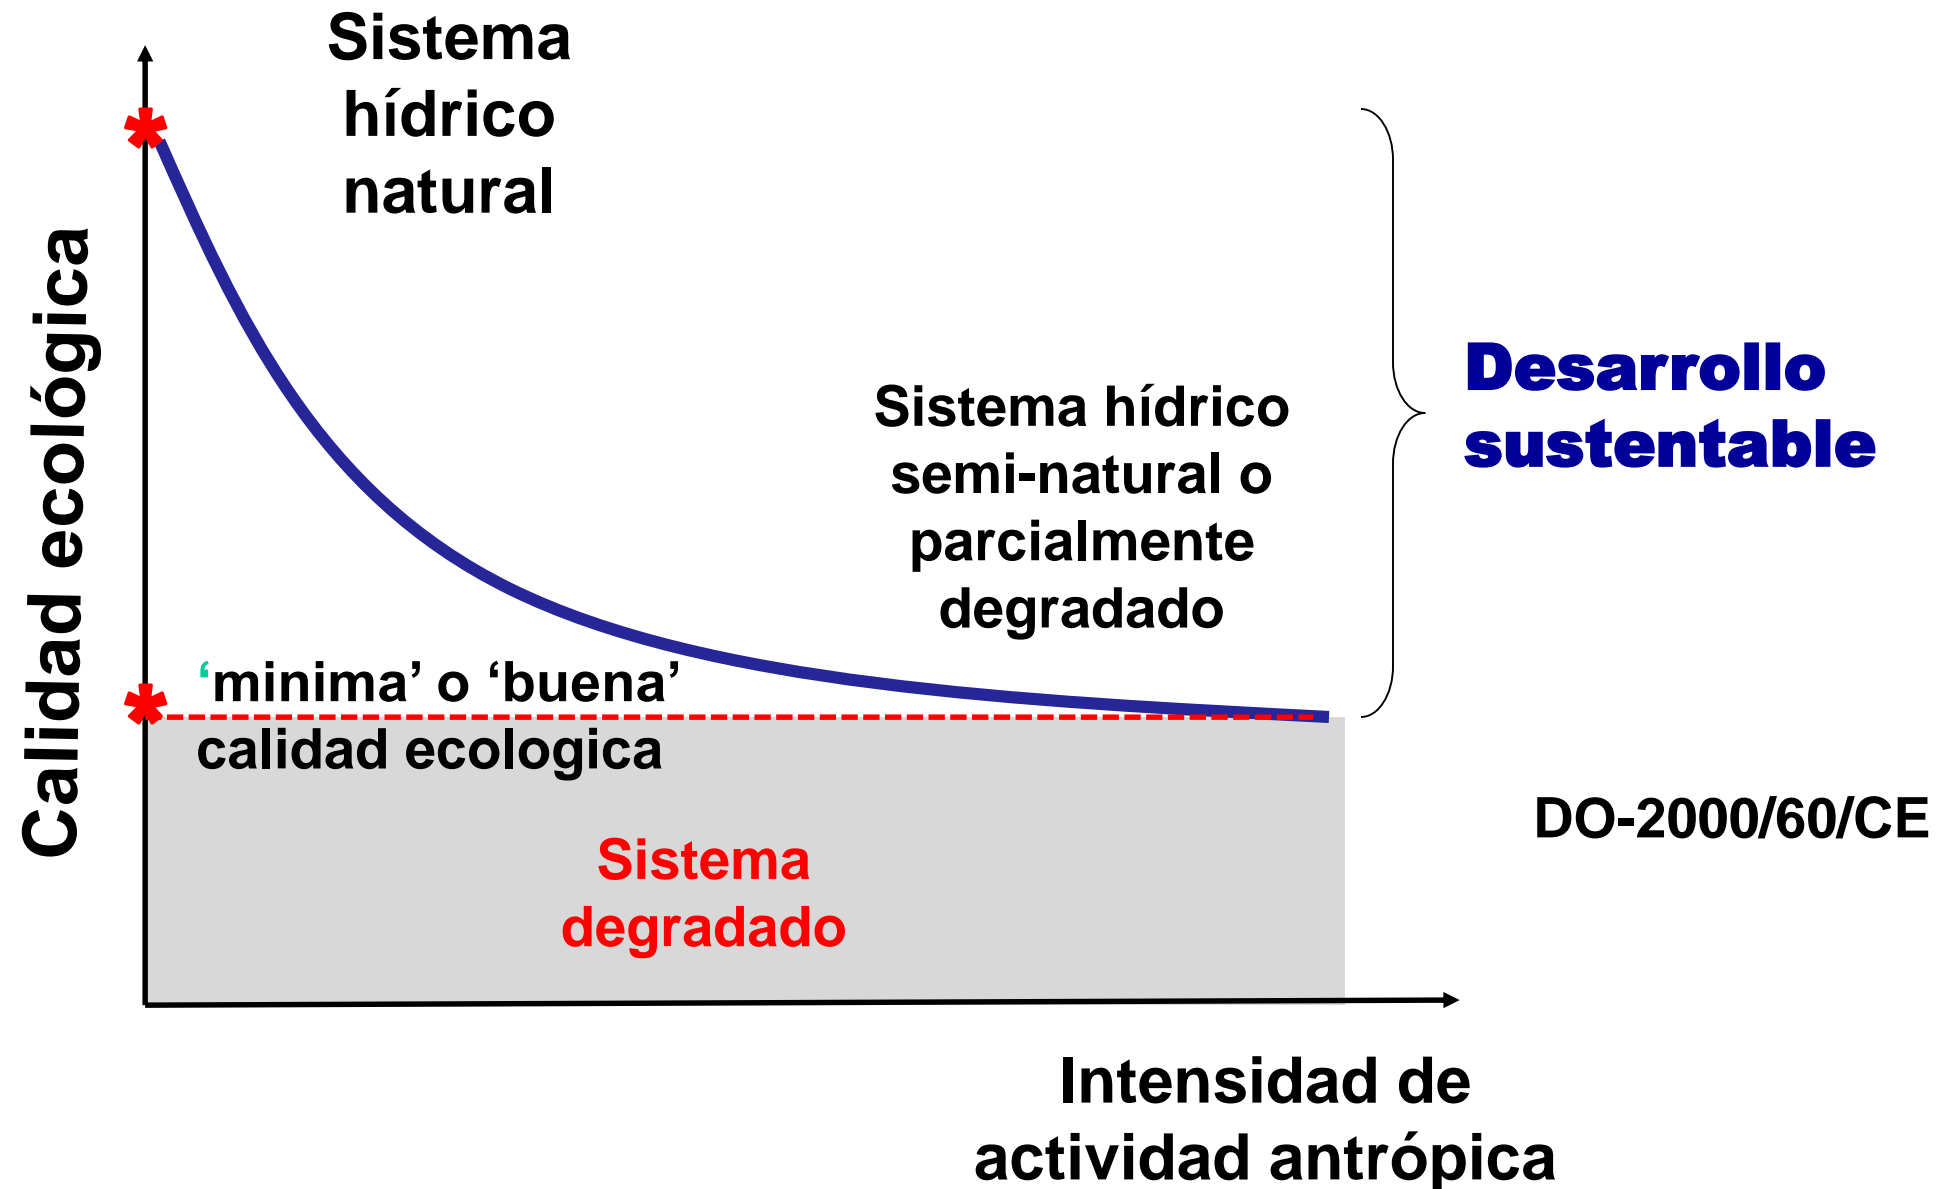 Sistema
hídrico
natural
Calidad ecológica
Sistema hídrico
semi-natural o
parcialmente
degradado
Desarrollo
sustentable
‘minima’ o ‘buena’
calidad ecologica
Sistema
degradado
DO-2000/60/CE
Intensidad de
actividad antrópica